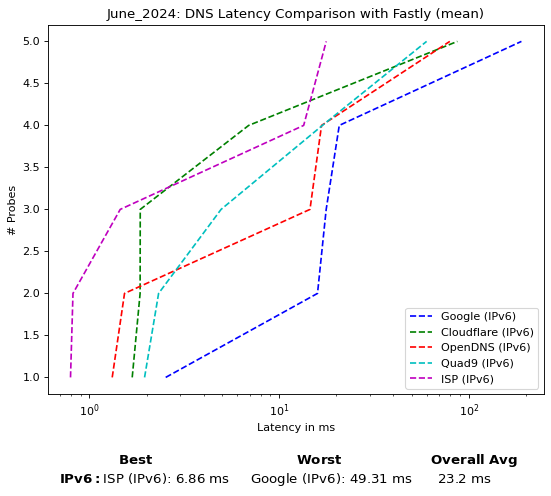 June_2024: DNS Latency Comparison with Fastly (mean)
5.0
4.5
4.0
3.5
3.0
2.5
2.0
1.5
1.0
# Probes
10⁰ 10¹ 10²
Latency in ms
Google (IPv6)
Cloudflare (IPv6)
OpenDNS (IPv6)
Quad9 (IPv6)
ISP (IPv6)
Best Worst Overall Avg
IPv6: ISP (IPv6): 6.86 ms Google (IPv6): 49.31 ms 23.2 ms